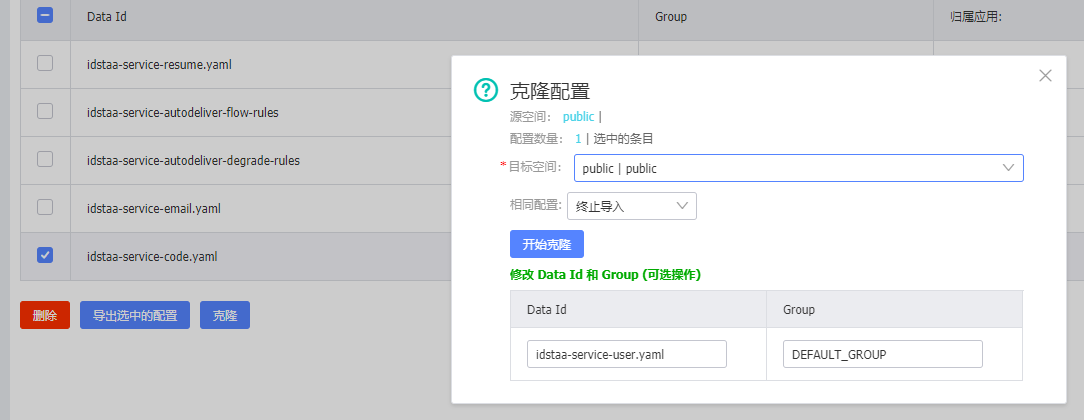 Data Id Group 归属应用:
idstaa-service-resume.yaml
idstaa-service-autodeliver-flow-rules
idstaa-service-autodeliver-degrade-rules
idstaa-service-email.yaml
idstaa-service-code.yaml
删除 导出选中的配置 克隆
克隆配置
源空间: public |
配置数量: 1 | 选中的条目
* 目标空间: public | public
相同配置: 终止导入
开始克隆
修改 Data Id 和 Group (可选操作)
Data Id Group
idstaa-service-user.yaml DEFAULT_GROUP